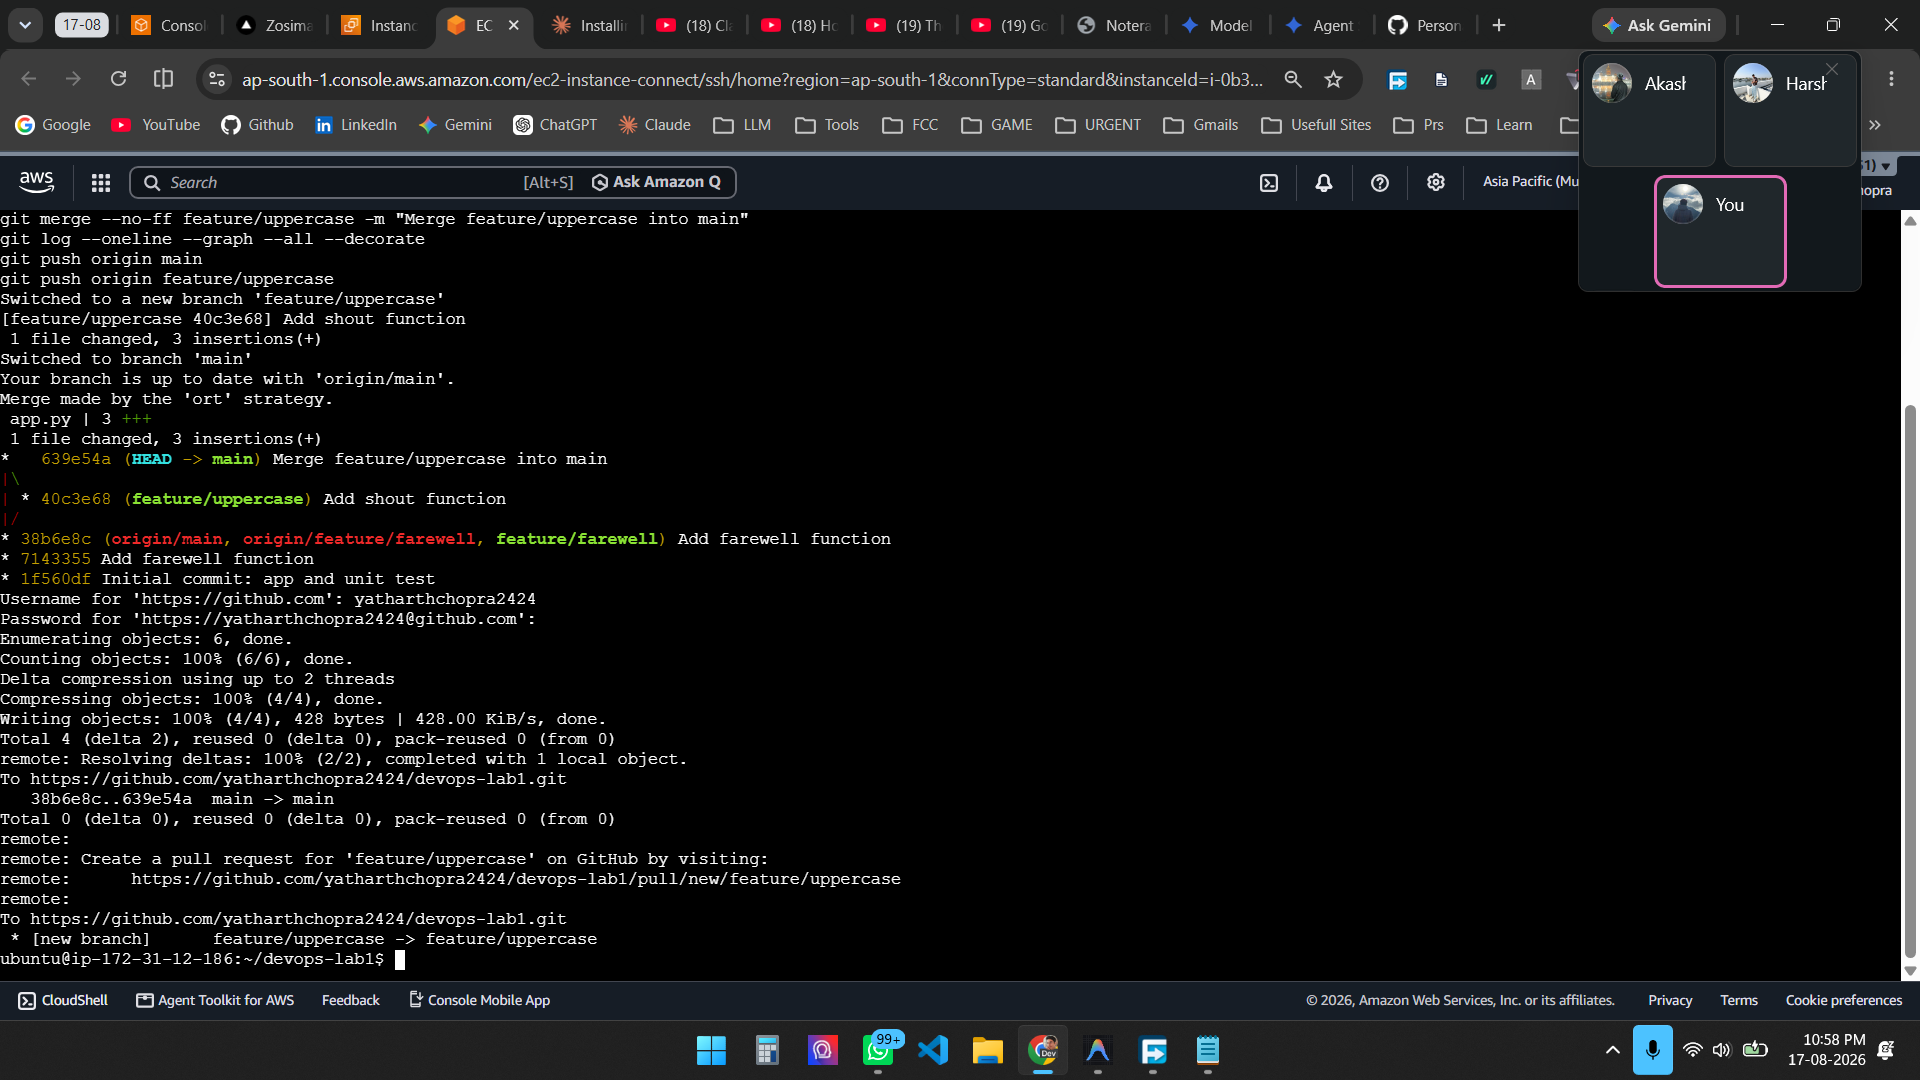 17-08
Consol
Zosima
Instanc
EC
Installin
(18) Cla
(18) Ho
(19) Th
(19) Go
Notera
Model
Agent
Person
Ask Gemini
ap-south-1.console.aws.amazon.com/ec2-instance-connect/ssh/home?region=ap-south-1&connType=standard&instanceId=i-0b3...
Akash
Harsh
You
Google
YouTube
Github
LinkedIn
Gemini
ChatGPT
Claude
LLM
Tools
FCC
GAME
URGENT
Gmails
Usefull Sites
Prs
Learn
aws
Search
[Alt+S]
Ask Amazon Q
Asia Pacific (Mu
opra
git merge --no-ff feature/uppercase -m "Merge feature/uppercase into main"
git log --oneline --graph --all --decorate
git push origin main
git push origin feature/uppercase
Switched to a new branch 'feature/uppercase'
[feature/uppercase 40c3e68] Add shout function
 1 file changed, 3 insertions(+)
Switched to branch 'main'
Your branch is up to date with 'origin/main'.
Merge made by the 'ort' strategy.
 app.py | 3 +++
 1 file changed, 3 insertions(+)
*   639e54a (HEAD -> main) Merge feature/uppercase into main
|\
| * 40c3e68 (feature/uppercase) Add shout function
|/
* 38b6e8c (origin/main, origin/feature/farewell, feature/farewell) Add farewell function
* 7143355 Add farewell function
* 1f560df Initial commit: app and unit test
Username for 'https://github.com': yatharthchopra2424
Password for 'https://yatharthchopra2424@github.com':
Enumerating objects: 6, done.
Counting objects: 100% (6/6), done.
Delta compression using up to 2 threads
Compressing objects: 100% (4/4), done.
Writing objects: 100% (4/4), 428 bytes | 428.00 KiB/s, done.
Total 4 (delta 2), reused 0 (delta 0), pack-reused 0 (from 0)
remote: Resolving deltas: 100% (2/2), completed with 1 local object.
To https://github.com/yatharthchopra2424/devops-lab1.git
   38b6e8c..639e54a  main -> main
Total 0 (delta 0), reused 0 (delta 0), pack-reused 0 (from 0)
remote:
remote: Create a pull request for 'feature/uppercase' on GitHub by visiting:
remote:      https://github.com/yatharthchopra2424/devops-lab1/pull/new/feature/uppercase
remote:
To https://github.com/yatharthchopra2424/devops-lab1.git
 * [new branch]      feature/uppercase -> feature/uppercase
ubuntu@ip-172-31-12-186:~/devops-lab1$
CloudShell
Agent Toolkit for AWS
Feedback
Console Mobile App
© 2026, Amazon Web Services, Inc. or its affiliates.
Privacy
Terms
Cookie preferences
99+
Dev
10:58 PM
17-08-2026